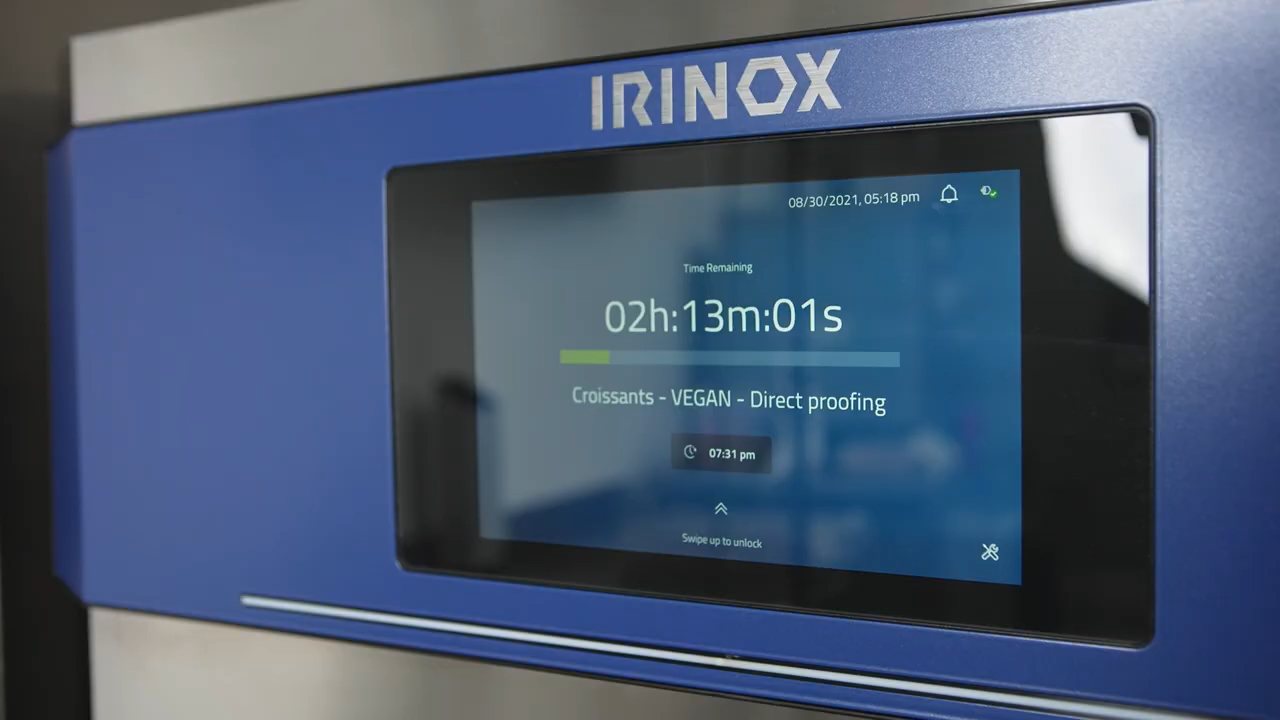 IRINOX
08/30/2021, 05:18 pm
Time Remaining
02h:13m:01s
Croissants - VEGAN - Direct proofing
07:31 pm
Swipe up to unlock